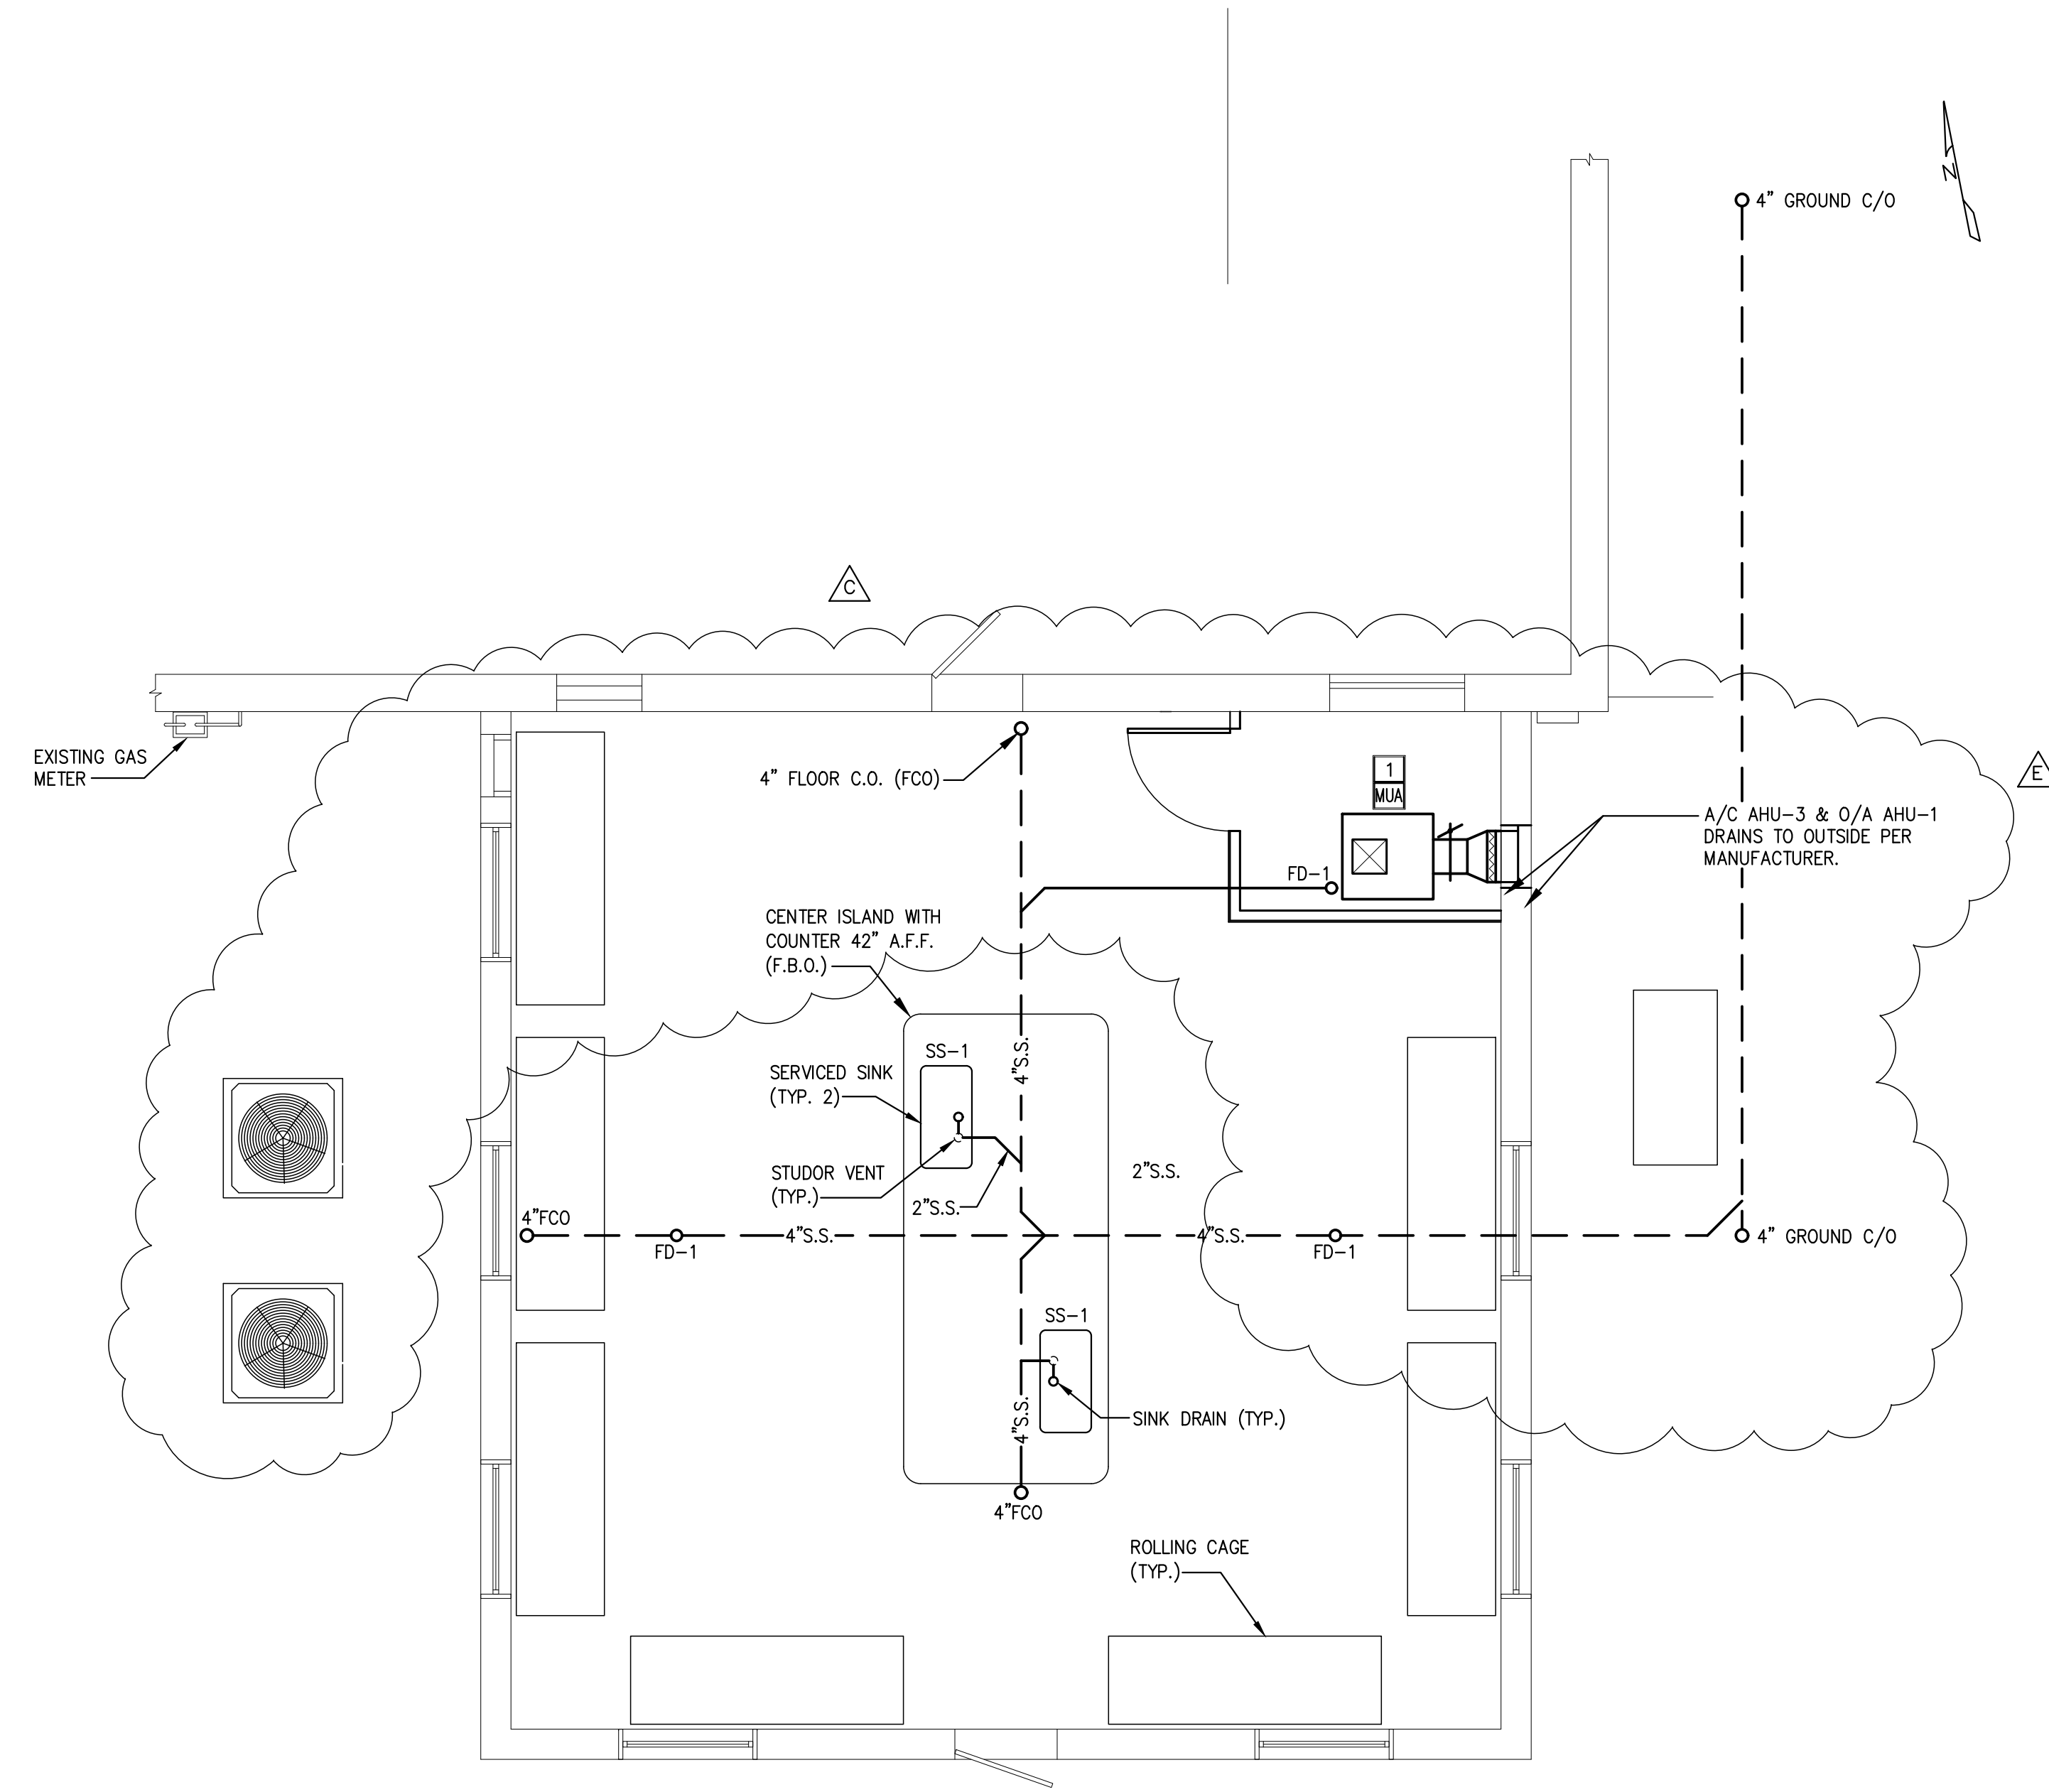 N
4" GROUND C/O
C
EXISTING GAS
METER
4" FLOOR C.O. (FCO)
1
MUA
E
A/C AHU-3 & O/A AHU-1
DRAINS TO OUTSIDE PER
MANUFACTURER.
FD-1
CENTER ISLAND WITH
COUNTER 42" A.F.F.
(F.B.O.)
SS-1
4"S.S.
SERVICED SINK
(TYP. 2)
STUDOR VENT
(TYP.)
2"S.S.
2"S.S.
4"FCO
FD-1
4"S.S.
4"S.S.
FD-1
4" GROUND C/O
SS-1
4"S.S.
SINK DRAIN (TYP.)
4"FCO
ROLLING CAGE
(TYP.)